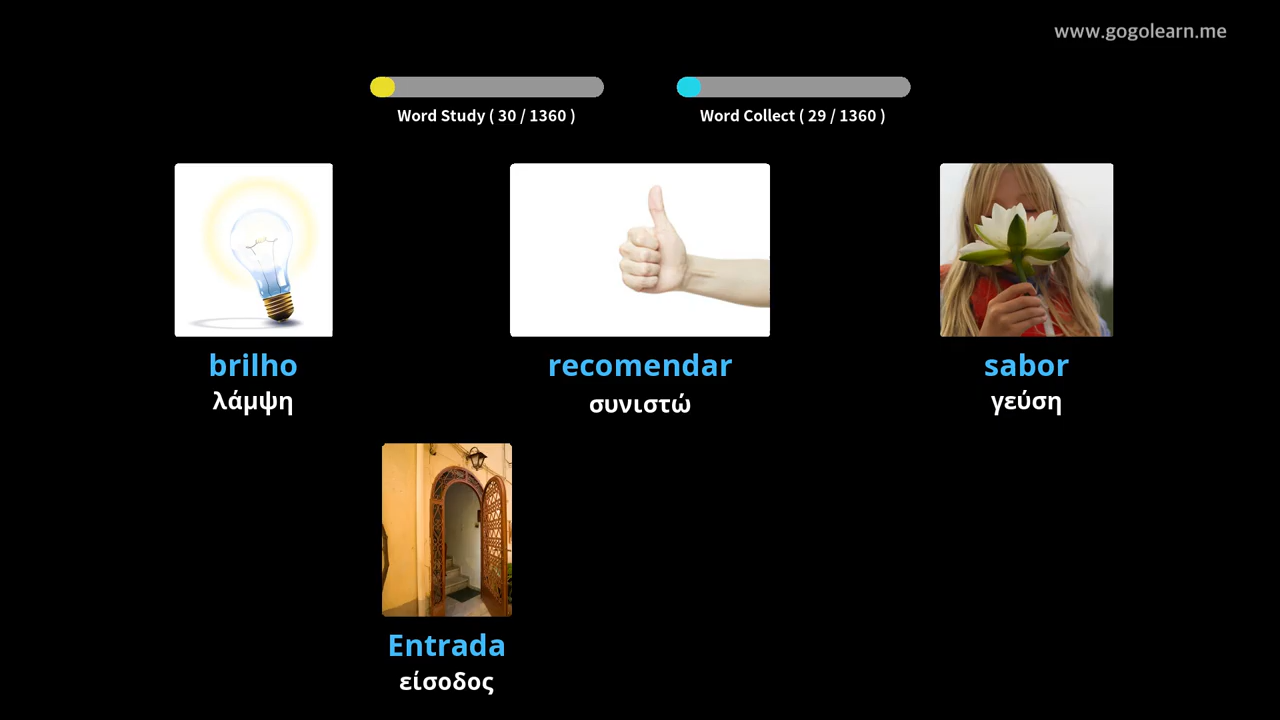 www.gogolearn.me
Word Study ( 30 / 1360 )
Word Collect ( 29 / 1360 )
brilho
λάμψη
recomendar
συνιστώ
sabor
γεύση
Entrada
είσοδος